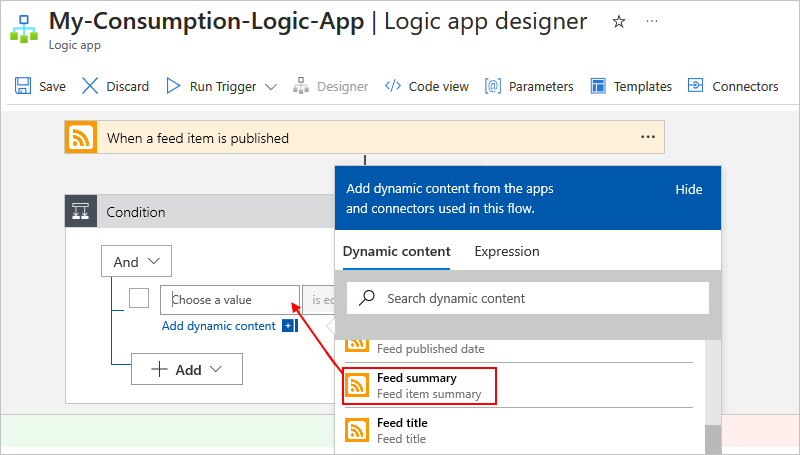 My-Consumption-Logic-App | Logic app designer
Logic app
Save Discard Run Trigger Designer Code view Parameters Templates Connectors
When a feed item is published
Add dynamic content from the apps
and connectors used in this flow.
Hide
Condition
Dynamic content Expression
And
Choose a value
Search dynamic content
Add dynamic content
Feed published date
Feed summary
Feed item summary
Add
Feed title
Feed title